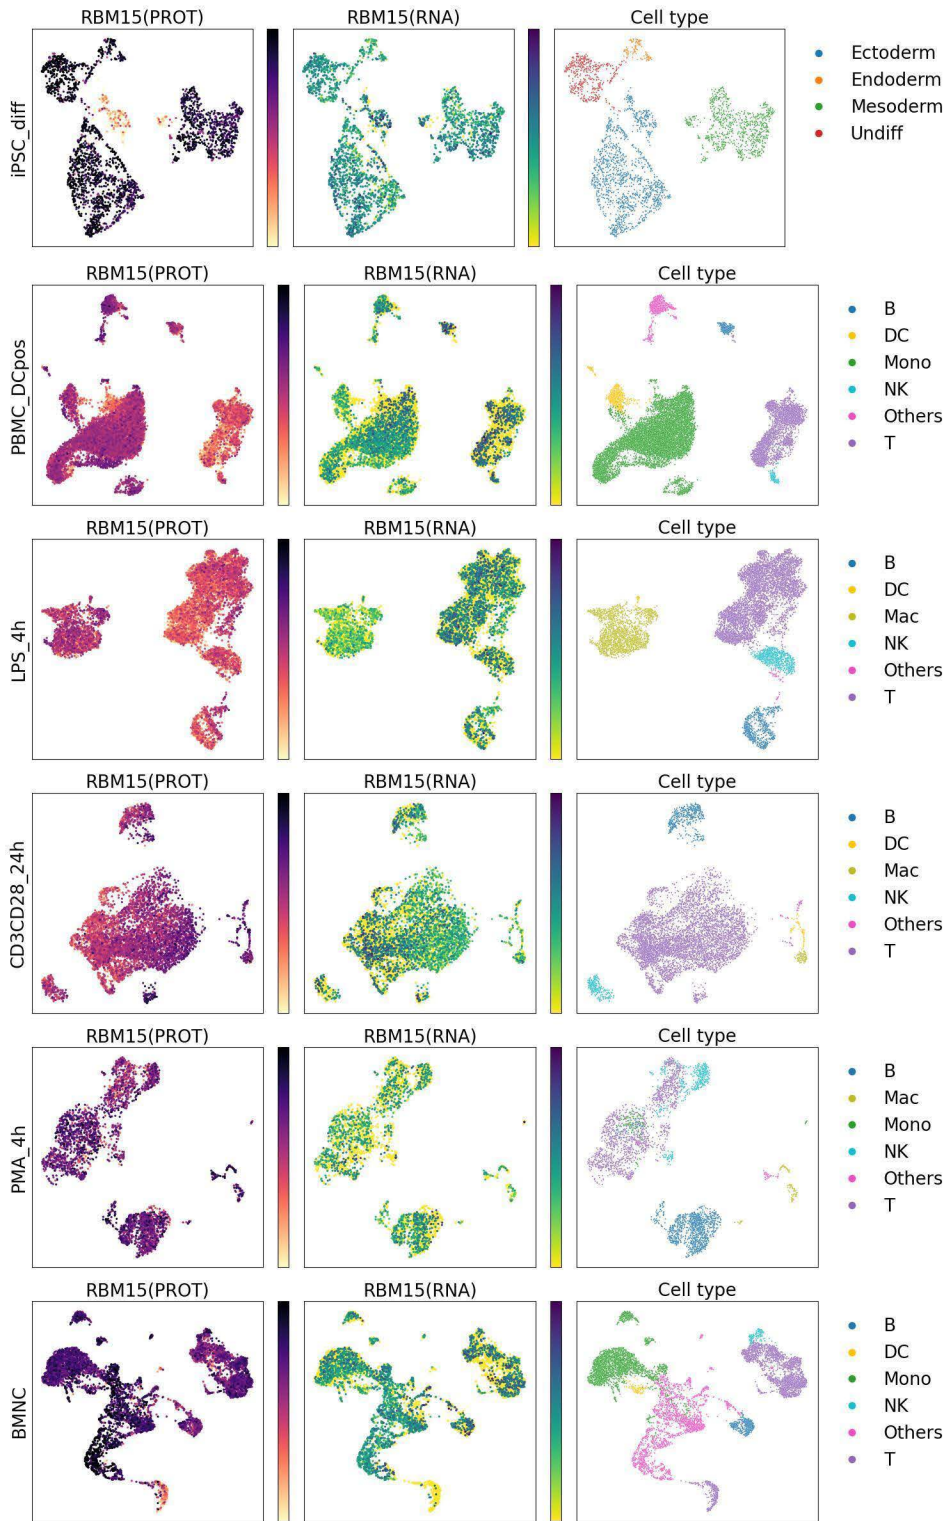 RBM15(PROT) RBM15(RNA) Cell type
iPSC_diff
Ectoderm
Endoderm
Mesoderm
Undiff
RBM15(PROT) RBM15(RNA) Cell type
PBMC_DCpos
B
DC
Mono
NK
Others
T
RBM15(PROT) RBM15(RNA) Cell type
LPS_4h
B
DC
Mac
NK
Others
T
RBM15(PROT) RBM15(RNA) Cell type
CD3CD28_24h
B
DC
Mac
NK
Others
T
RBM15(PROT) RBM15(RNA) Cell type
PMA_4h
B
Mac
Mono
NK
Others
T
RBM15(PROT) RBM15(RNA) Cell type
BMNC
B
DC
Mono
NK
Others
T